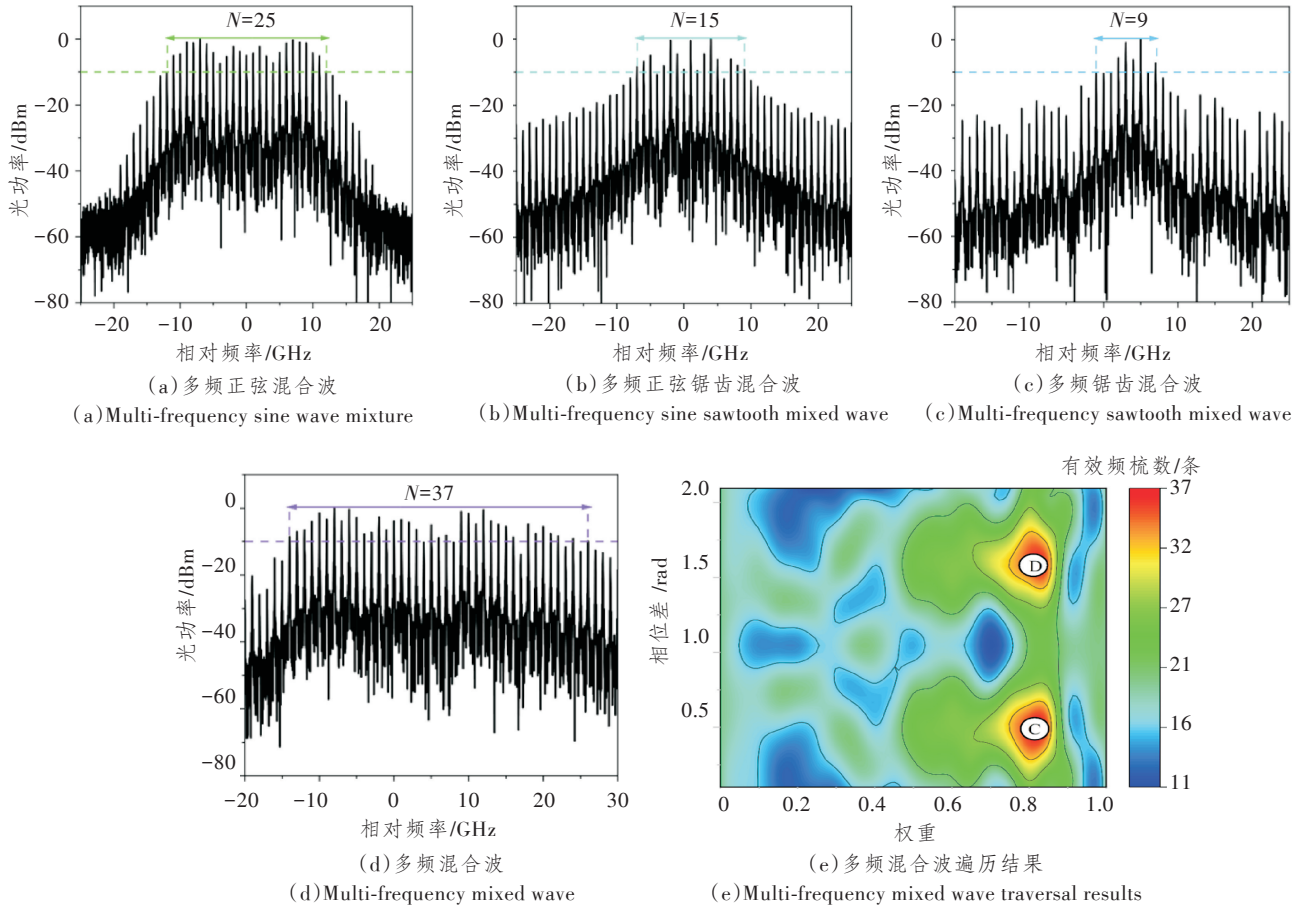 N=25
0
−20
−40
−60
−80
光功率/dBm
−20 −10 0 10 20
相对频率/GHz
(a)多频正弦混合波
(a)Multi-frequency sine wave mixture
N=15
0
−20
−40
−60
−80
光功率/dBm
−20 −10 0 10 20
相对频率/GHz
(b)多频正弦锯齿混合波
(b)Multi-frequency sine sawtooth mixed wave
N=9
0
−20
−40
−60
−80
光功率/dBm
−20 0 20
相对频率/GHz
(c)多频锯齿混合波
(c)Multi-frequency sawtooth mixed wave
N=37
0
−20
−40
−60
−80
光功率/dBm
−20 −10 0 10 20 30
相对频率/GHz
(d)多频混合波
(d)Multi-frequency mixed wave
有效频梳数/条
2.0
1.5
1.0
0.5
相位差/rad
D
C
0 0.2 0.4 0.6 0.8 1.0
权重
37
32
27
21
16
11
(e)多频混合波遍历结果
(e)Multi-frequency mixed wave traversal results